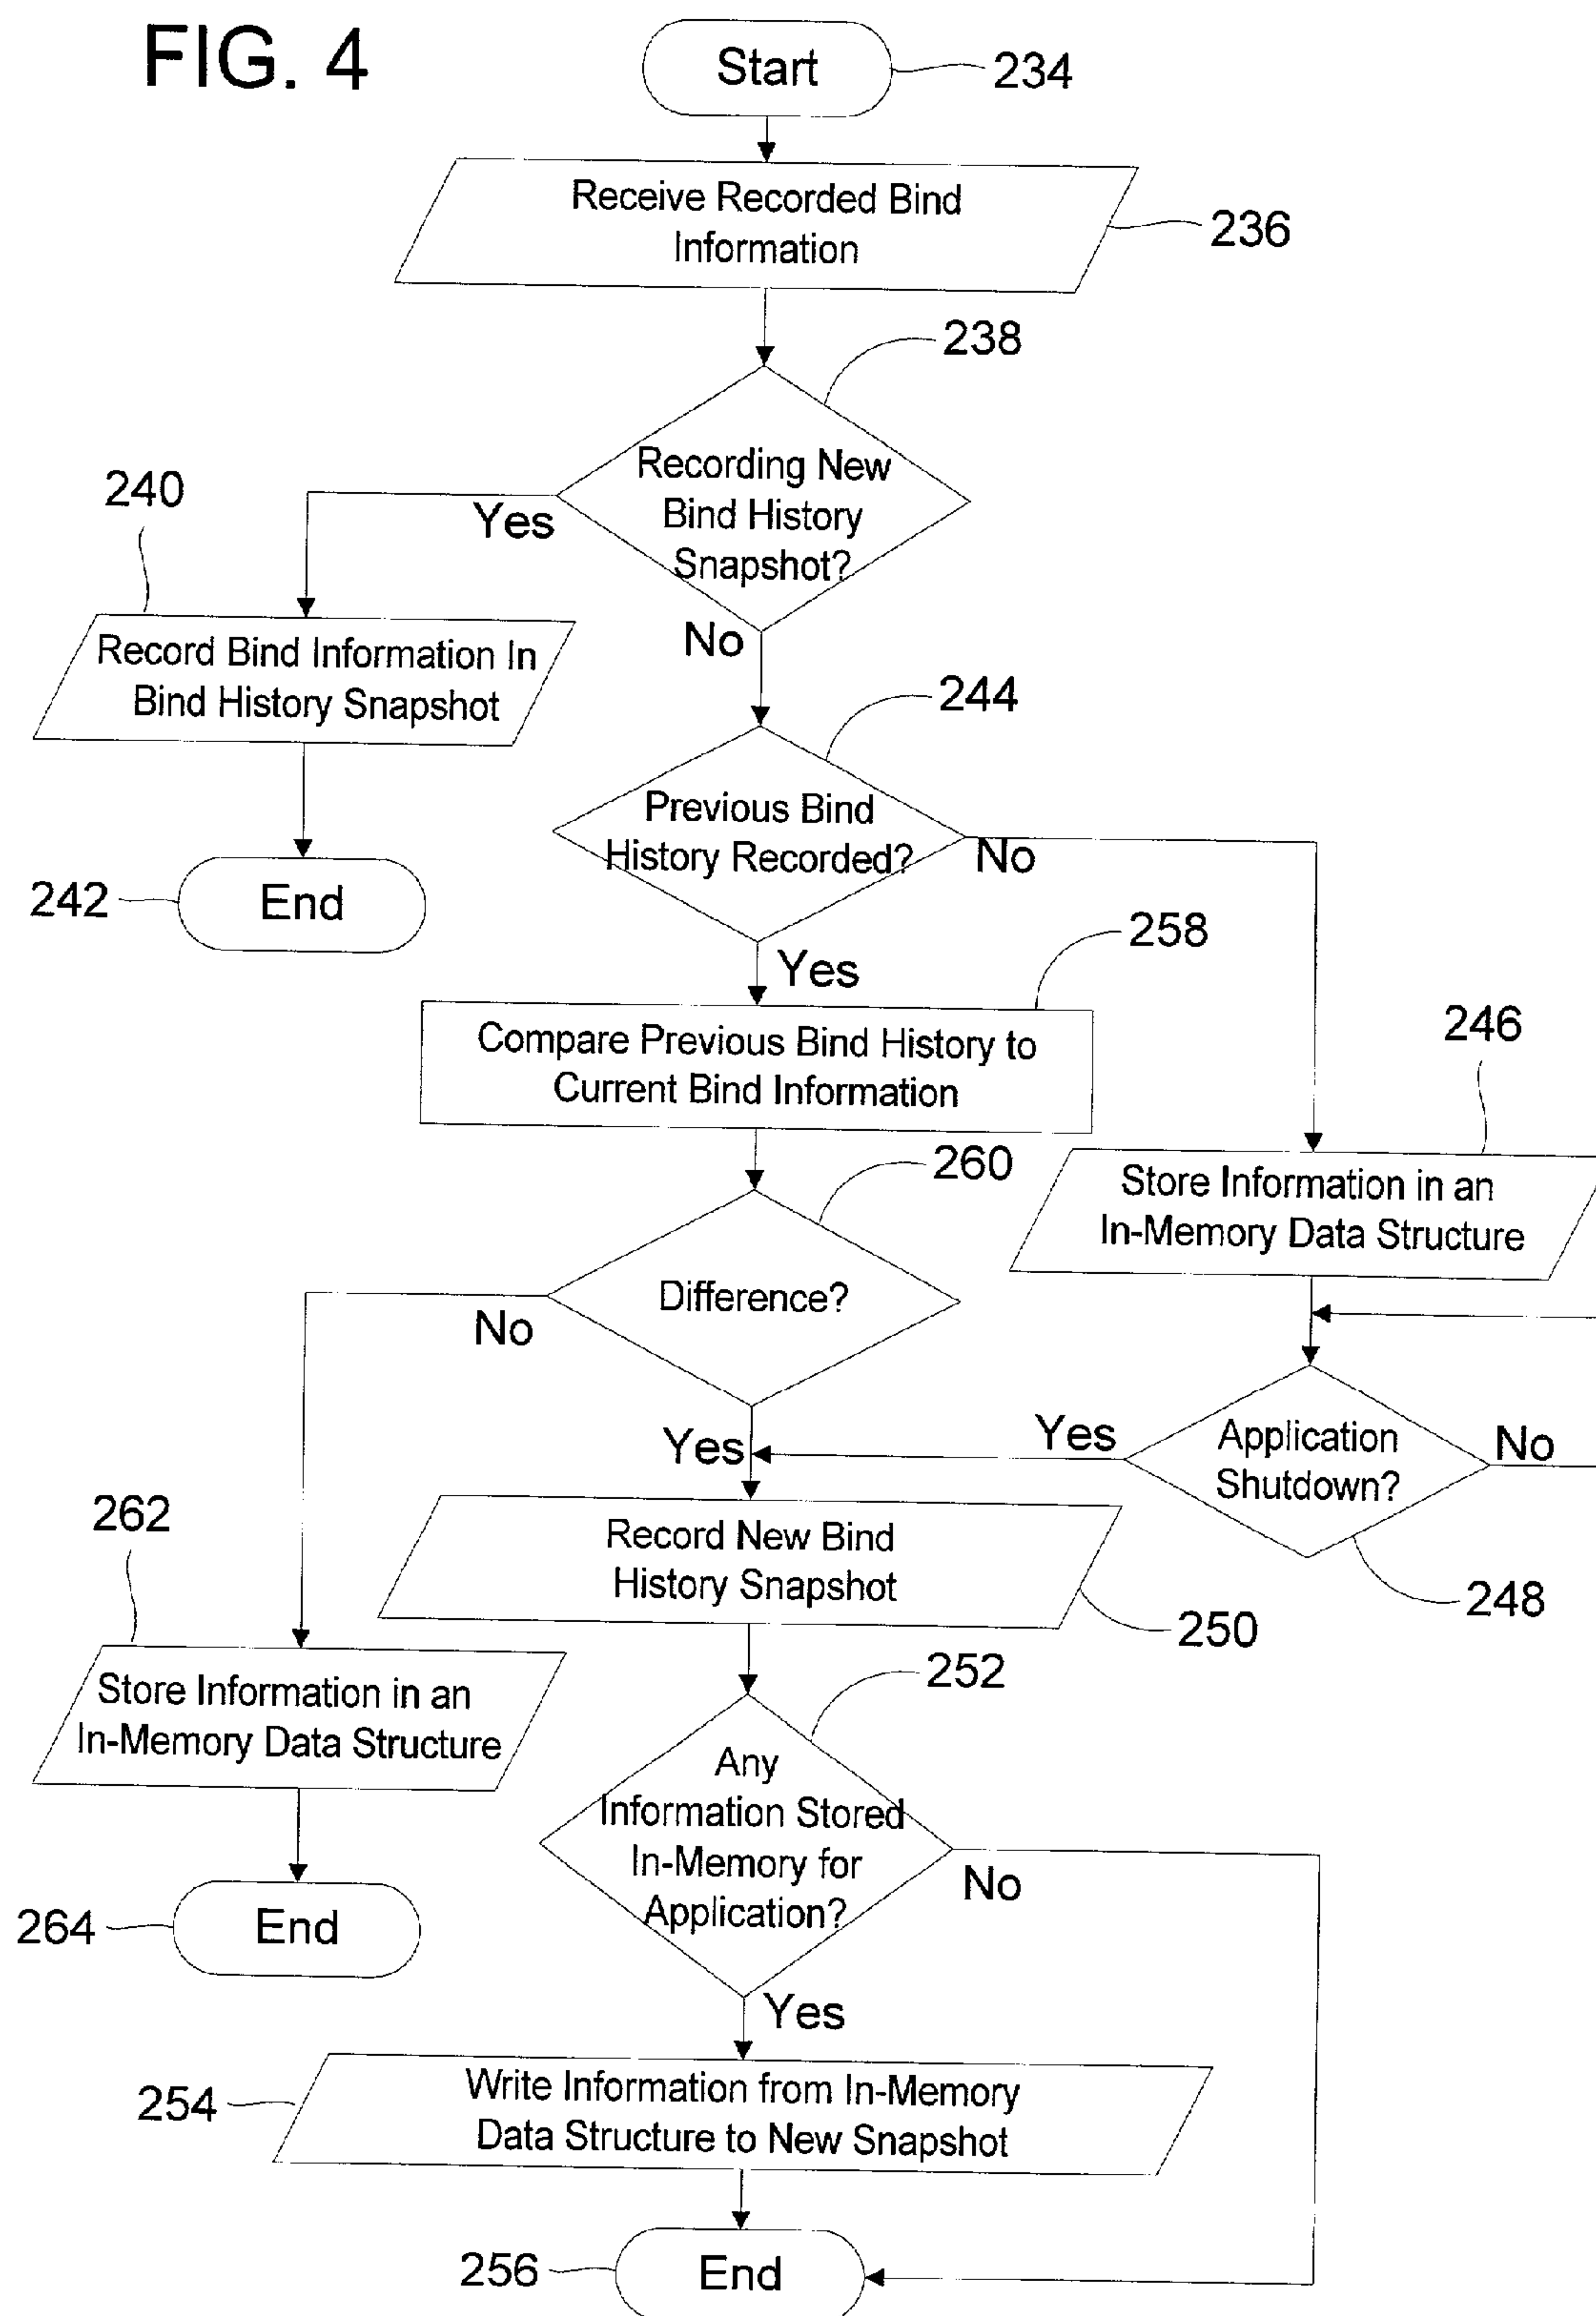 FIG. 4
Start
234
Receive Recorded Bind
Information
236
238
Recording New
Bind History
Snapshot?
Yes
No
240
Record Bind Information In
Bind History Snapshot
242
End
244
Previous Bind
History Recorded?
No
Yes
258
Compare Previous Bind History to
Current Bind Information
246
Store Information in an
In-Memory Data Structure
260
Difference?
No
Yes
Application
Shutdown?
Yes
No
248
Record New Bind
History Snapshot
250
262
Store Information in an
In-Memory Data Structure
264
End
252
Any
Information Stored
In-Memory for
Application?
No
Yes
254
Write Information from In-Memory
Data Structure to New Snapshot
256
End